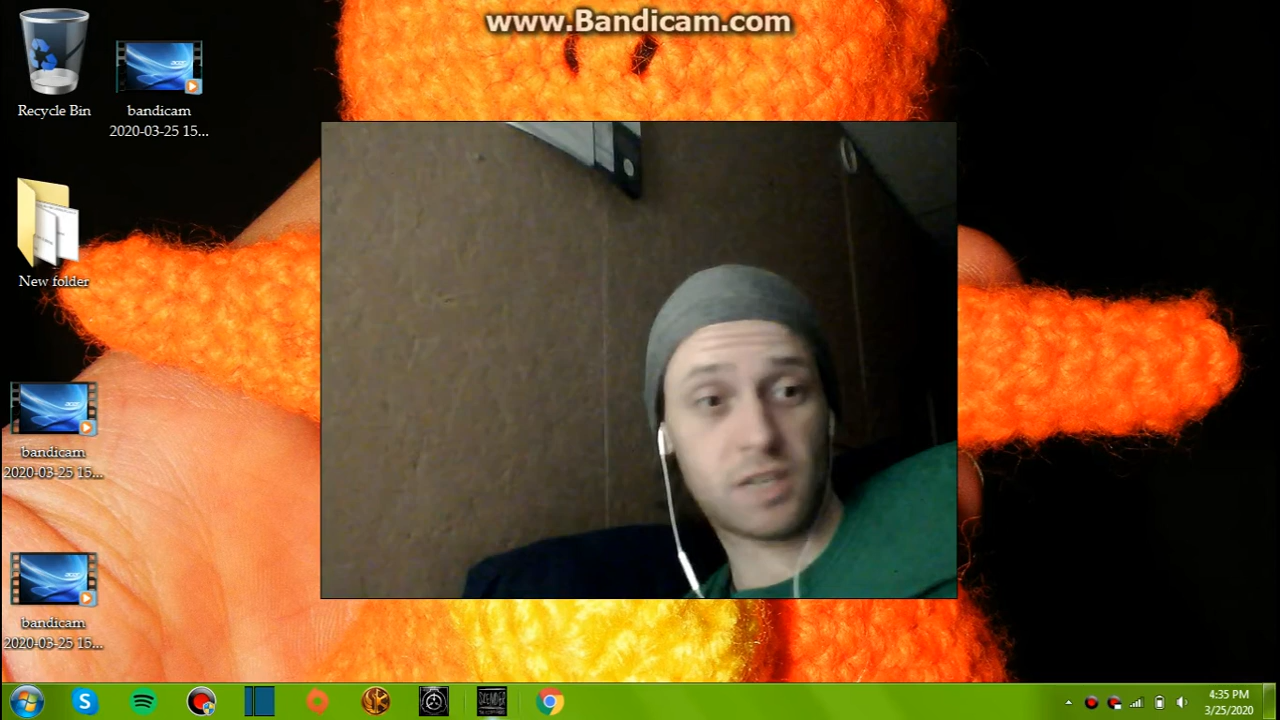 www.Bandicam.com
Recycle Bin
bandicam
2020-03-25 15...
New folder
bandicam
2020-03-25 15...
bandicam
2020-03-25 15...
4:35 PM
3/25/2020